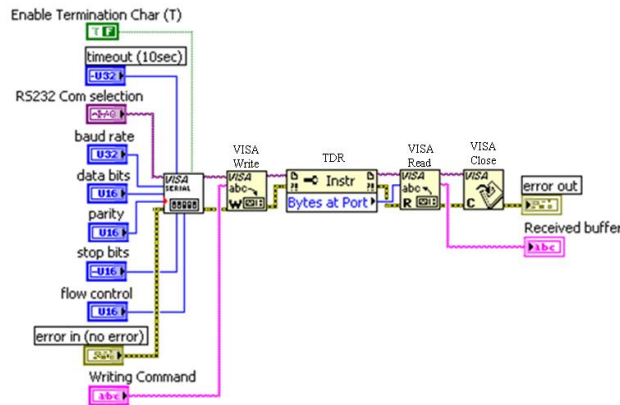 Enable Termination Char (T)
TF
timeout (10sec)
U32
RS232 Com selection
I/O
baud rate
U32
data bits
U16
parity
U16
stop bits
U16
flow control
U16
error in (no error)
Writing Command
abc
VISA
SERIAL
VISA
Write
VISA
abc
W
TDR
Instr
Bytes at Port
VISA
Read
VISA
abc
R
VISA
Close
VISA
C
error out
Received buffer
abc